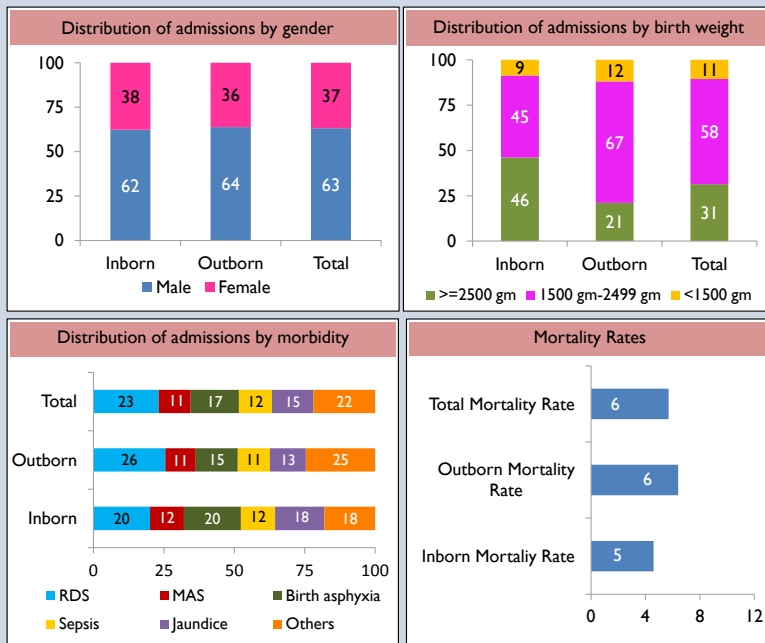 Distribution of admissions by gender
100
75
50
25
0
38 36 37
62 64 63
Inborn Outborn Total
Male Female
Distribution of admissions by birth weight
100
75
50
25
0
9 12 11
45 67 58
46 21 31
Inborn Outborn Total
>=2500 gm 1500 gm-2499 gm <1500 gm
Distribution of admissions by morbidity
Total 23 11 17 12 15 22
Outborn 26 11 15 11 13 25
Inborn 20 12 20 12 18 18
0 25 50 75 100
RDS MAS Birth asphyxia
Sepsis Jaundice Others
Mortality Rates
Total Mortality Rate 6
Outborn Mortality
Rate 6
Inborn Mortaliy Rate 5
0 4 8 12